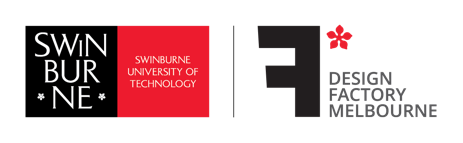 SWiN
BUR
NE
SWINBURNE
UNIVERSITY OF
TECHNOLOGY
F
DESIGN
FACTORY
MELBOURNE